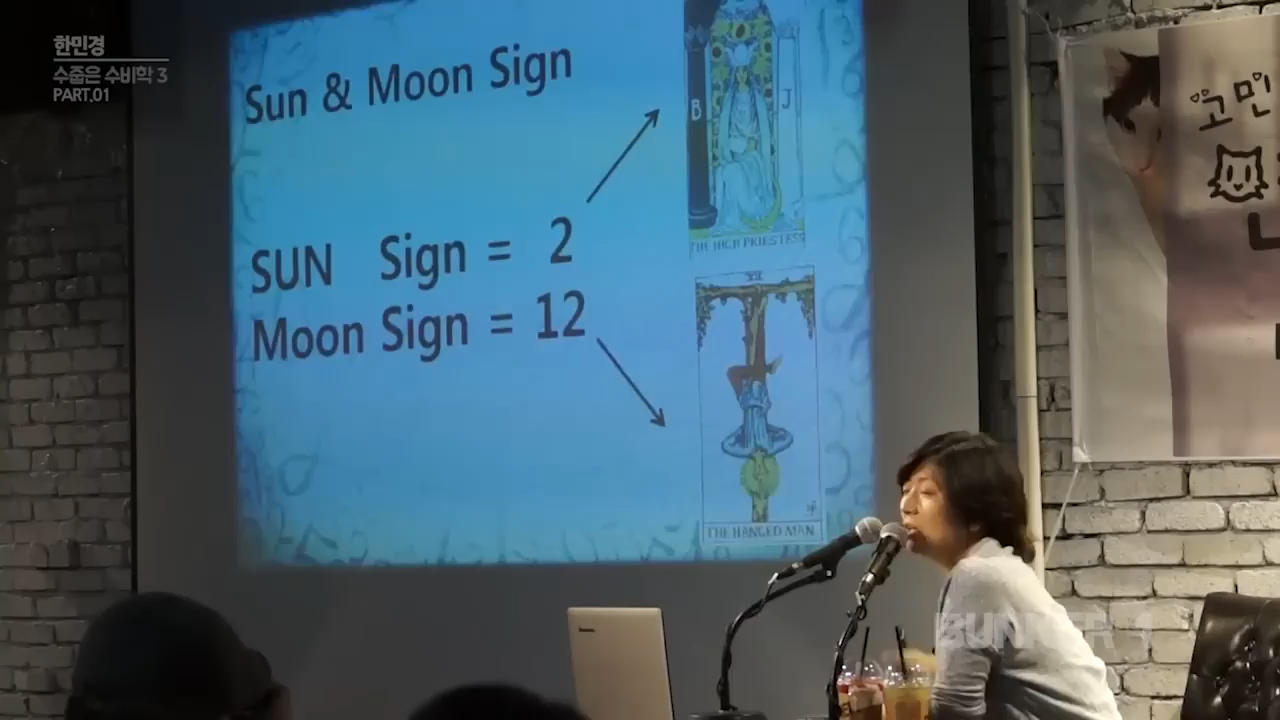 한민경
수줍은 수비학 3
PART.01
Sun & Moon Sign
SUN Sign = 2
Moon Sign = 12
B
J
THE HIGH PRIESTESS
XII
THE HANGED MAN
고민
BUNKER 1